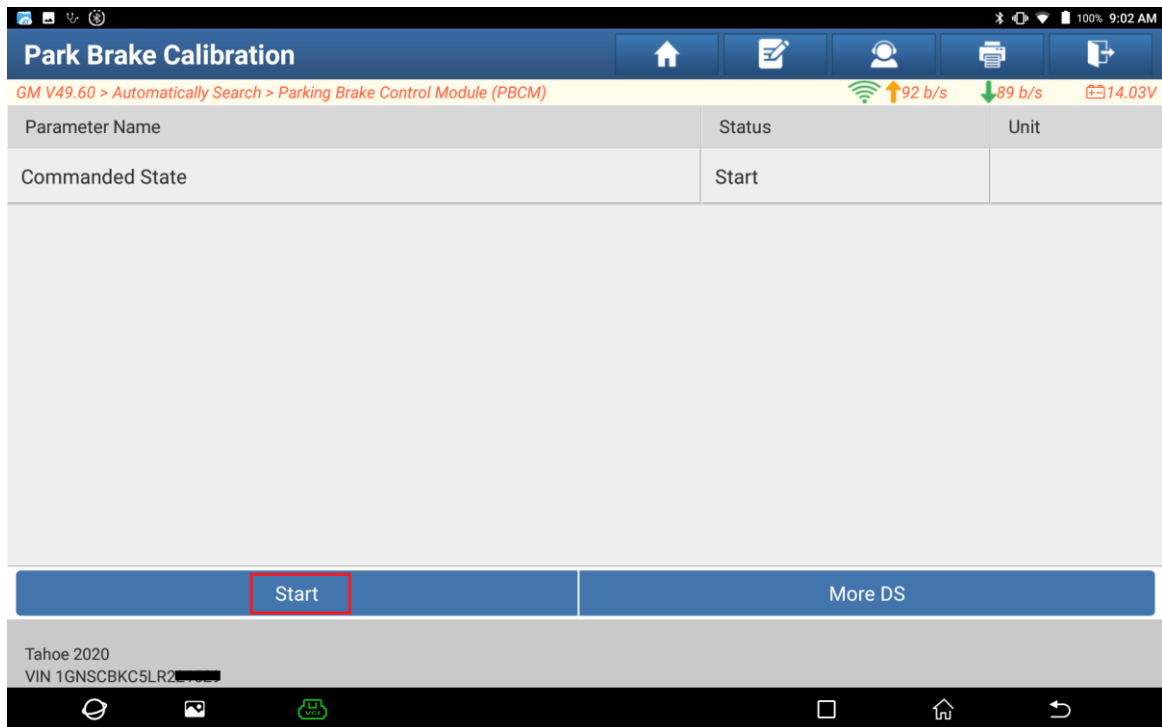 100% 9:02 AM
Park Brake Calibration
GM V49.60 > Automatically Search > Parking Brake Control Module (PBCM) 92 b/s 89 b/s 14.03V
Parameter Name Status Unit
Commanded State Start
Start More DS
Tahoe 2020
VIN 1GNSCBKC5LR2
VCI